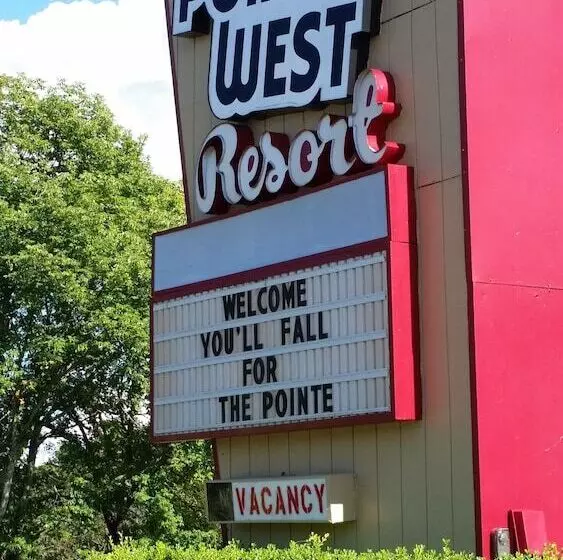 WEST
Resort
WELCOME
YOU'LL FALL
FOR
THE POINTE
VACANCY